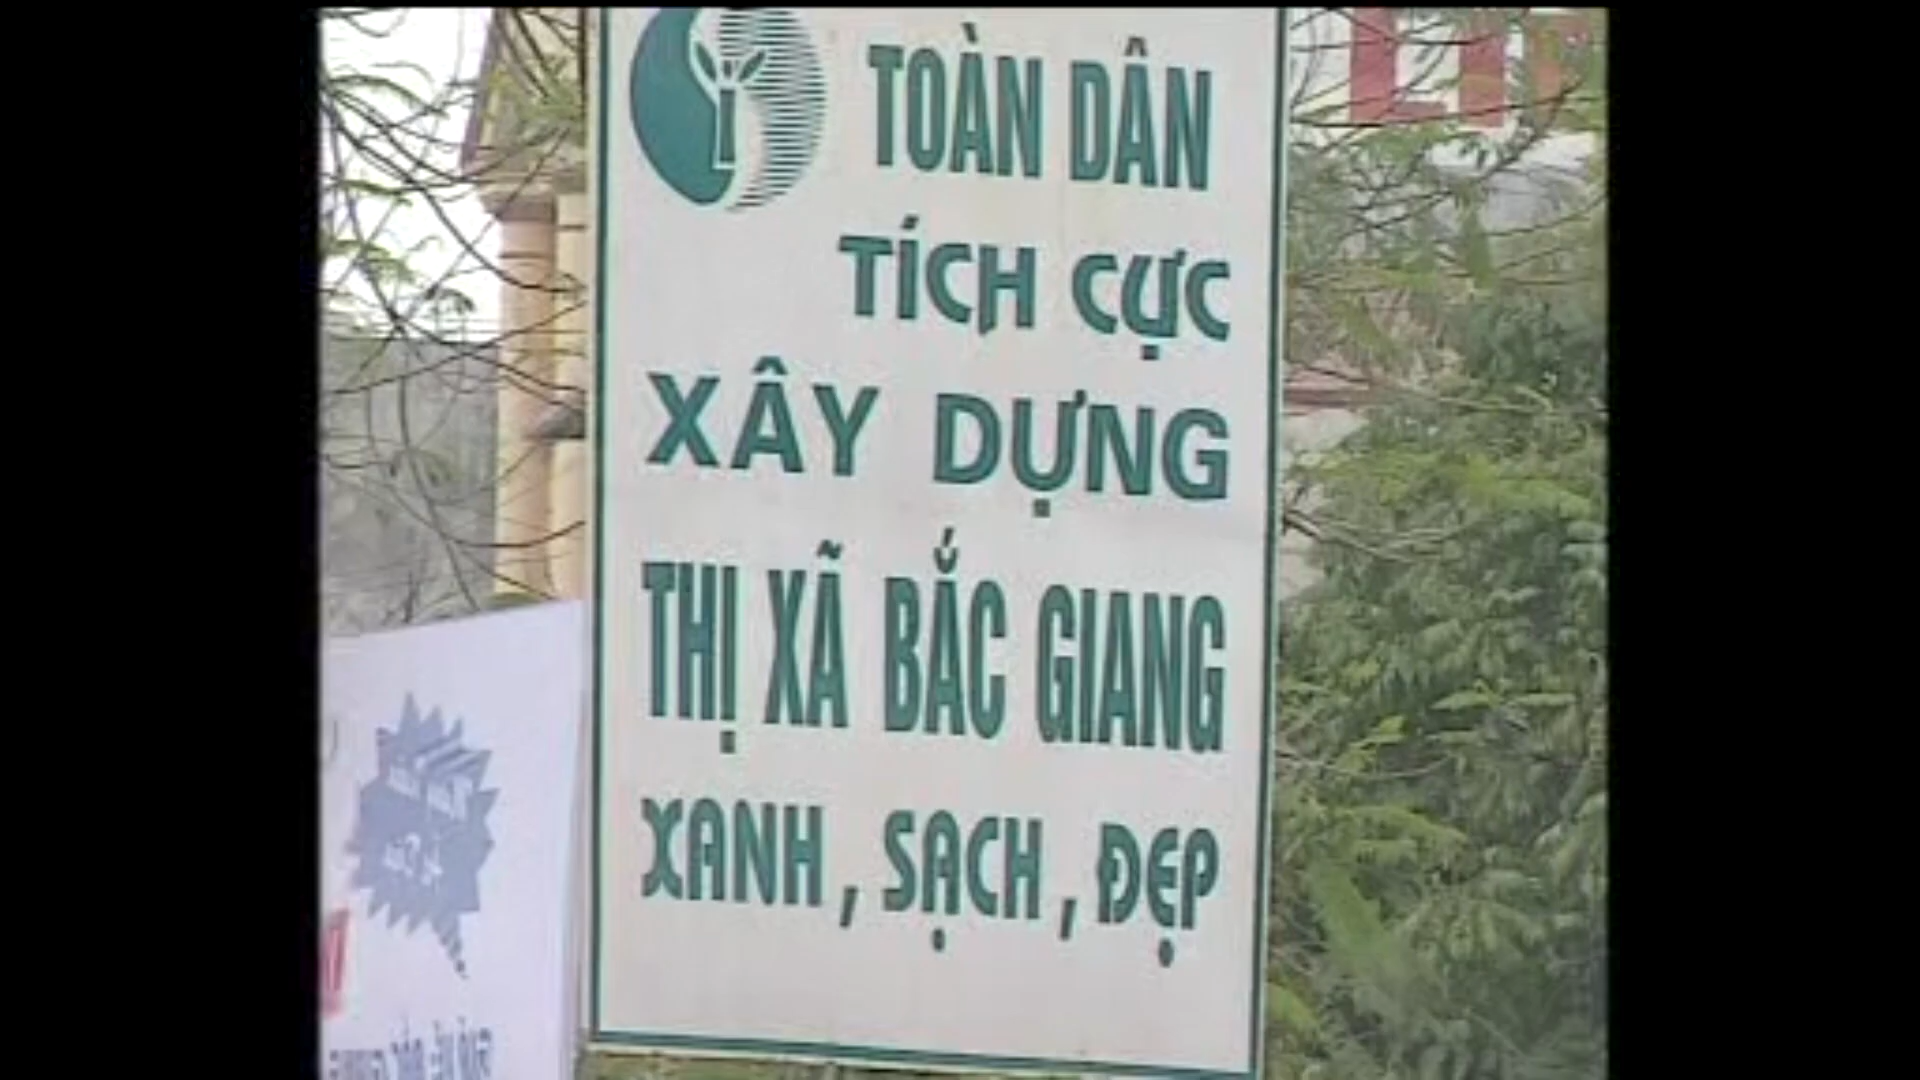 TOÀN DÂN
TÍCH CỰC
XÂY DỰNG
THỊ XÃ BẮC GIANG
XANH, SẠCH, ĐẸP